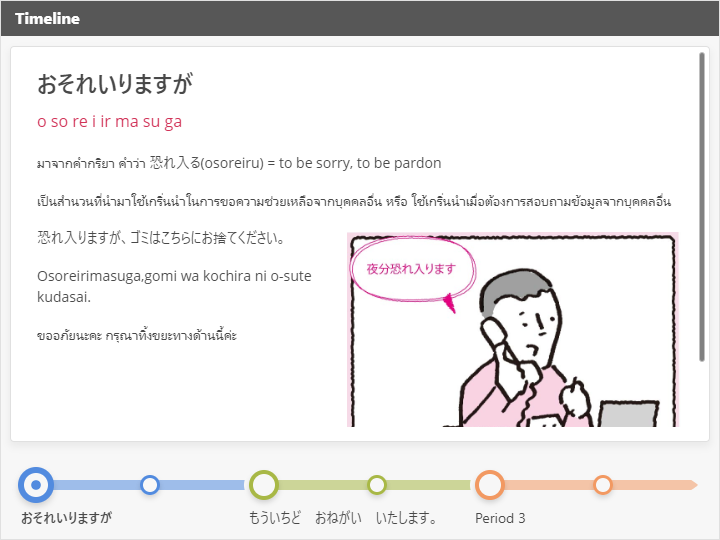 Timeline
おそれいりますが
o so re i ir ma su ga
มาจากคำกริยา คำว่า 恐れ入る(osoreiru) = to be sorry, to be pardon
เป็นสำนวนที่นำมาใช้เกริ่นนำในการขอความช่วยเหลือจากบุคคลอื่น หรือ ใช้เกริ่นนำเมื่อต้องการสอบถามข้อมูลจากบุคคลอื่น
恐れ入りますが、ゴミはこちらにお捨てください。
Osoreirimasuga,gomi wa kochira ni o-sute
kudasai.
ขออภัยนะคะ กรุณาทิ้งขยะทางด้านนี้ค่ะ
夜分恐れ入ります
おそれいりますが
もういちど　おねがい　いたします。
Period 3